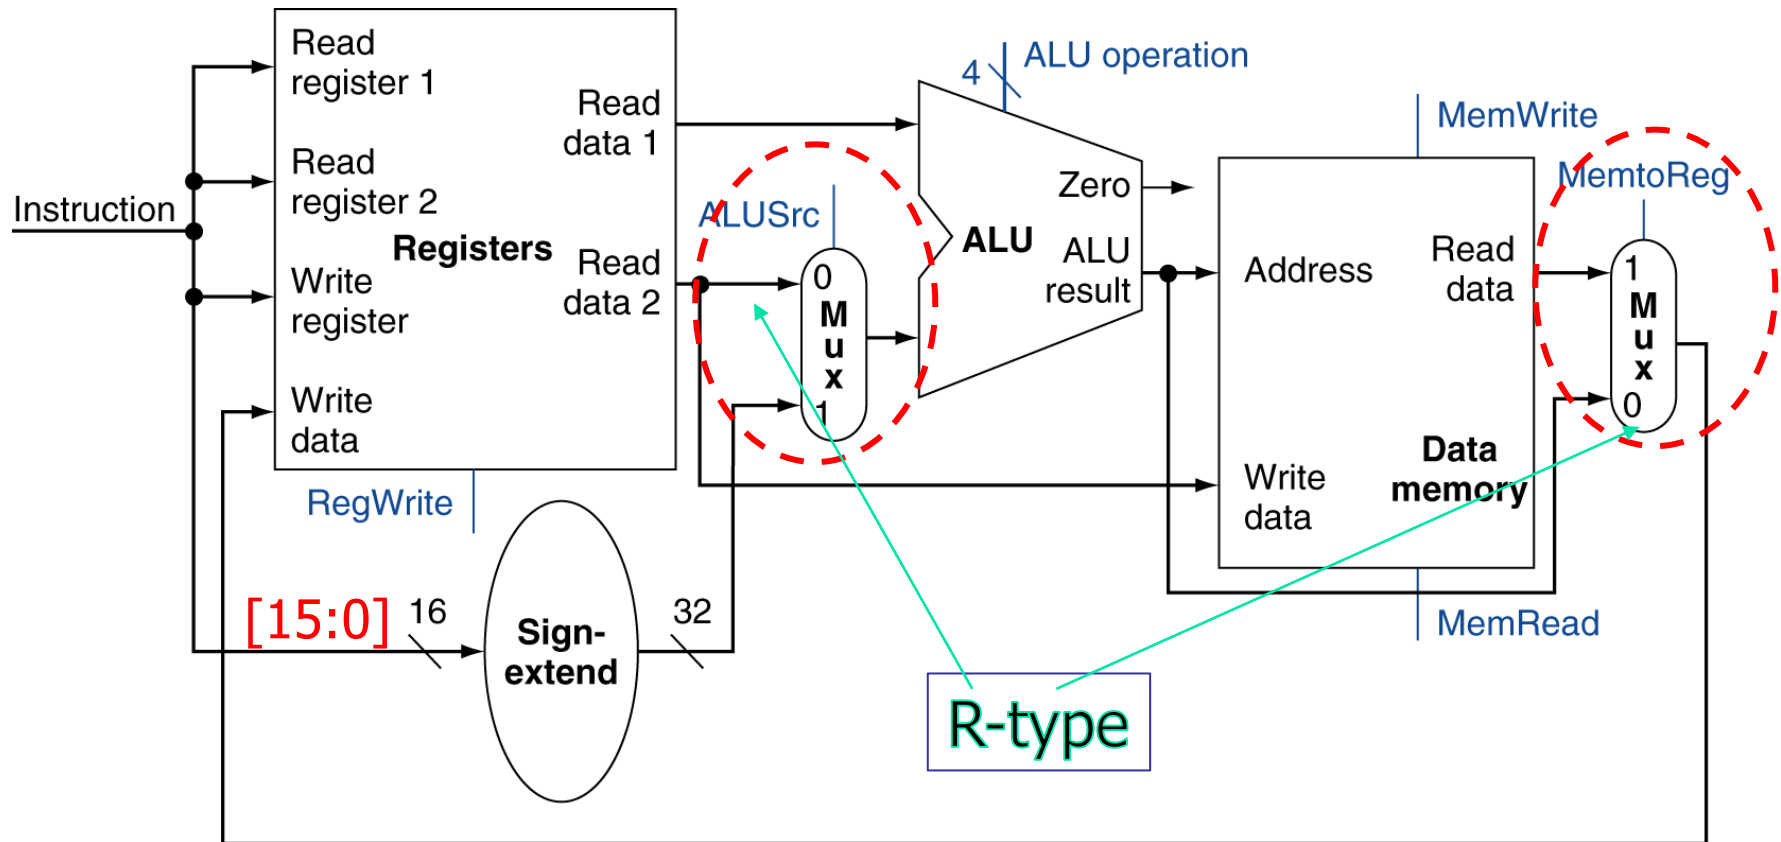 Instruction
Read
register 1
Read
register 2
Write
register
Write
data
Registers
Read
data 1
Read
data 2
RegWrite
[15:0]
16
Sign-
extend
32
ALUSrc
0
M
u
x
1
4
ALU operation
ALU
Zero
ALU
result
MemWrite
Address
Read
data
Write
data
Data
memory
MemRead
MemtoReg
1
M
u
x
0
R-type